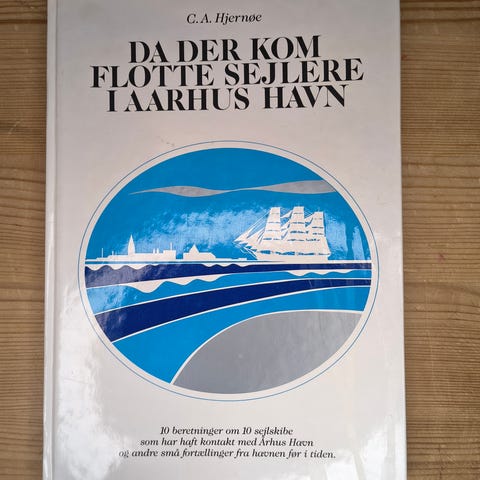 C. A. Hjernøe
DA DER KOM
FLOTTE SEJLERE
I AARHUS HAVN
10 beretninger om 10 sejlskibe
som har haft kontakt med Århus Havn
og andre små fortællinger fra havnen før i tiden.